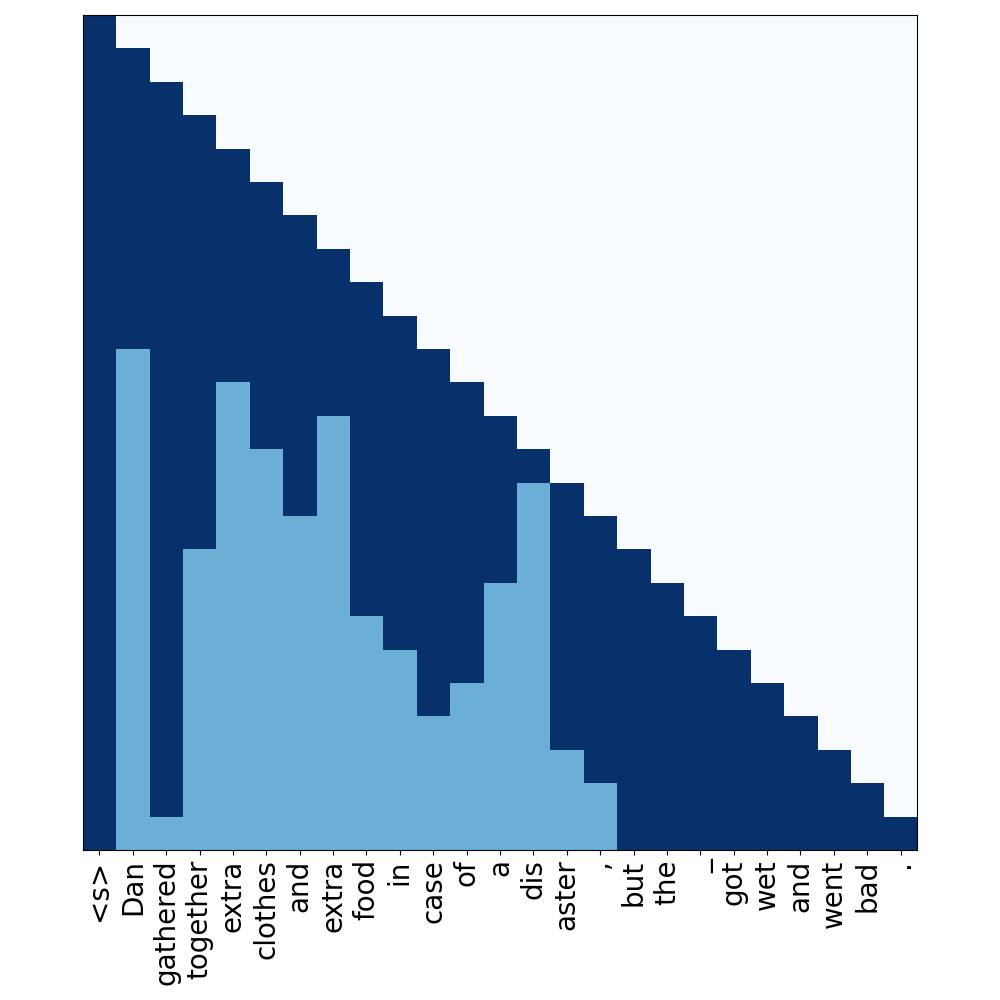 <s>
Dan
gathered
together
extra
clothes
and
extra
food
in
case
of
a
dis
aster
,
but
the
_
got
wet
and
went
bad
.